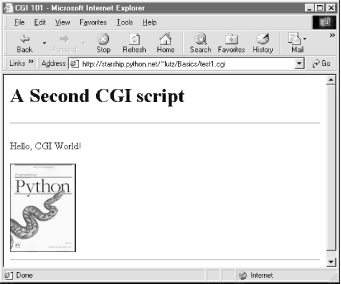 CGI 101 - Microsoft Internet Explorer
File Edit View Favorites Tools Help
Back Forward Stop Refresh Home Search Favorites History Mail
Links » Address http://starship.python.net/~lutz/Basics/test1.cgi Go
A Second CGI script
Hello, CGI World!
Programming
Python
Done Internet